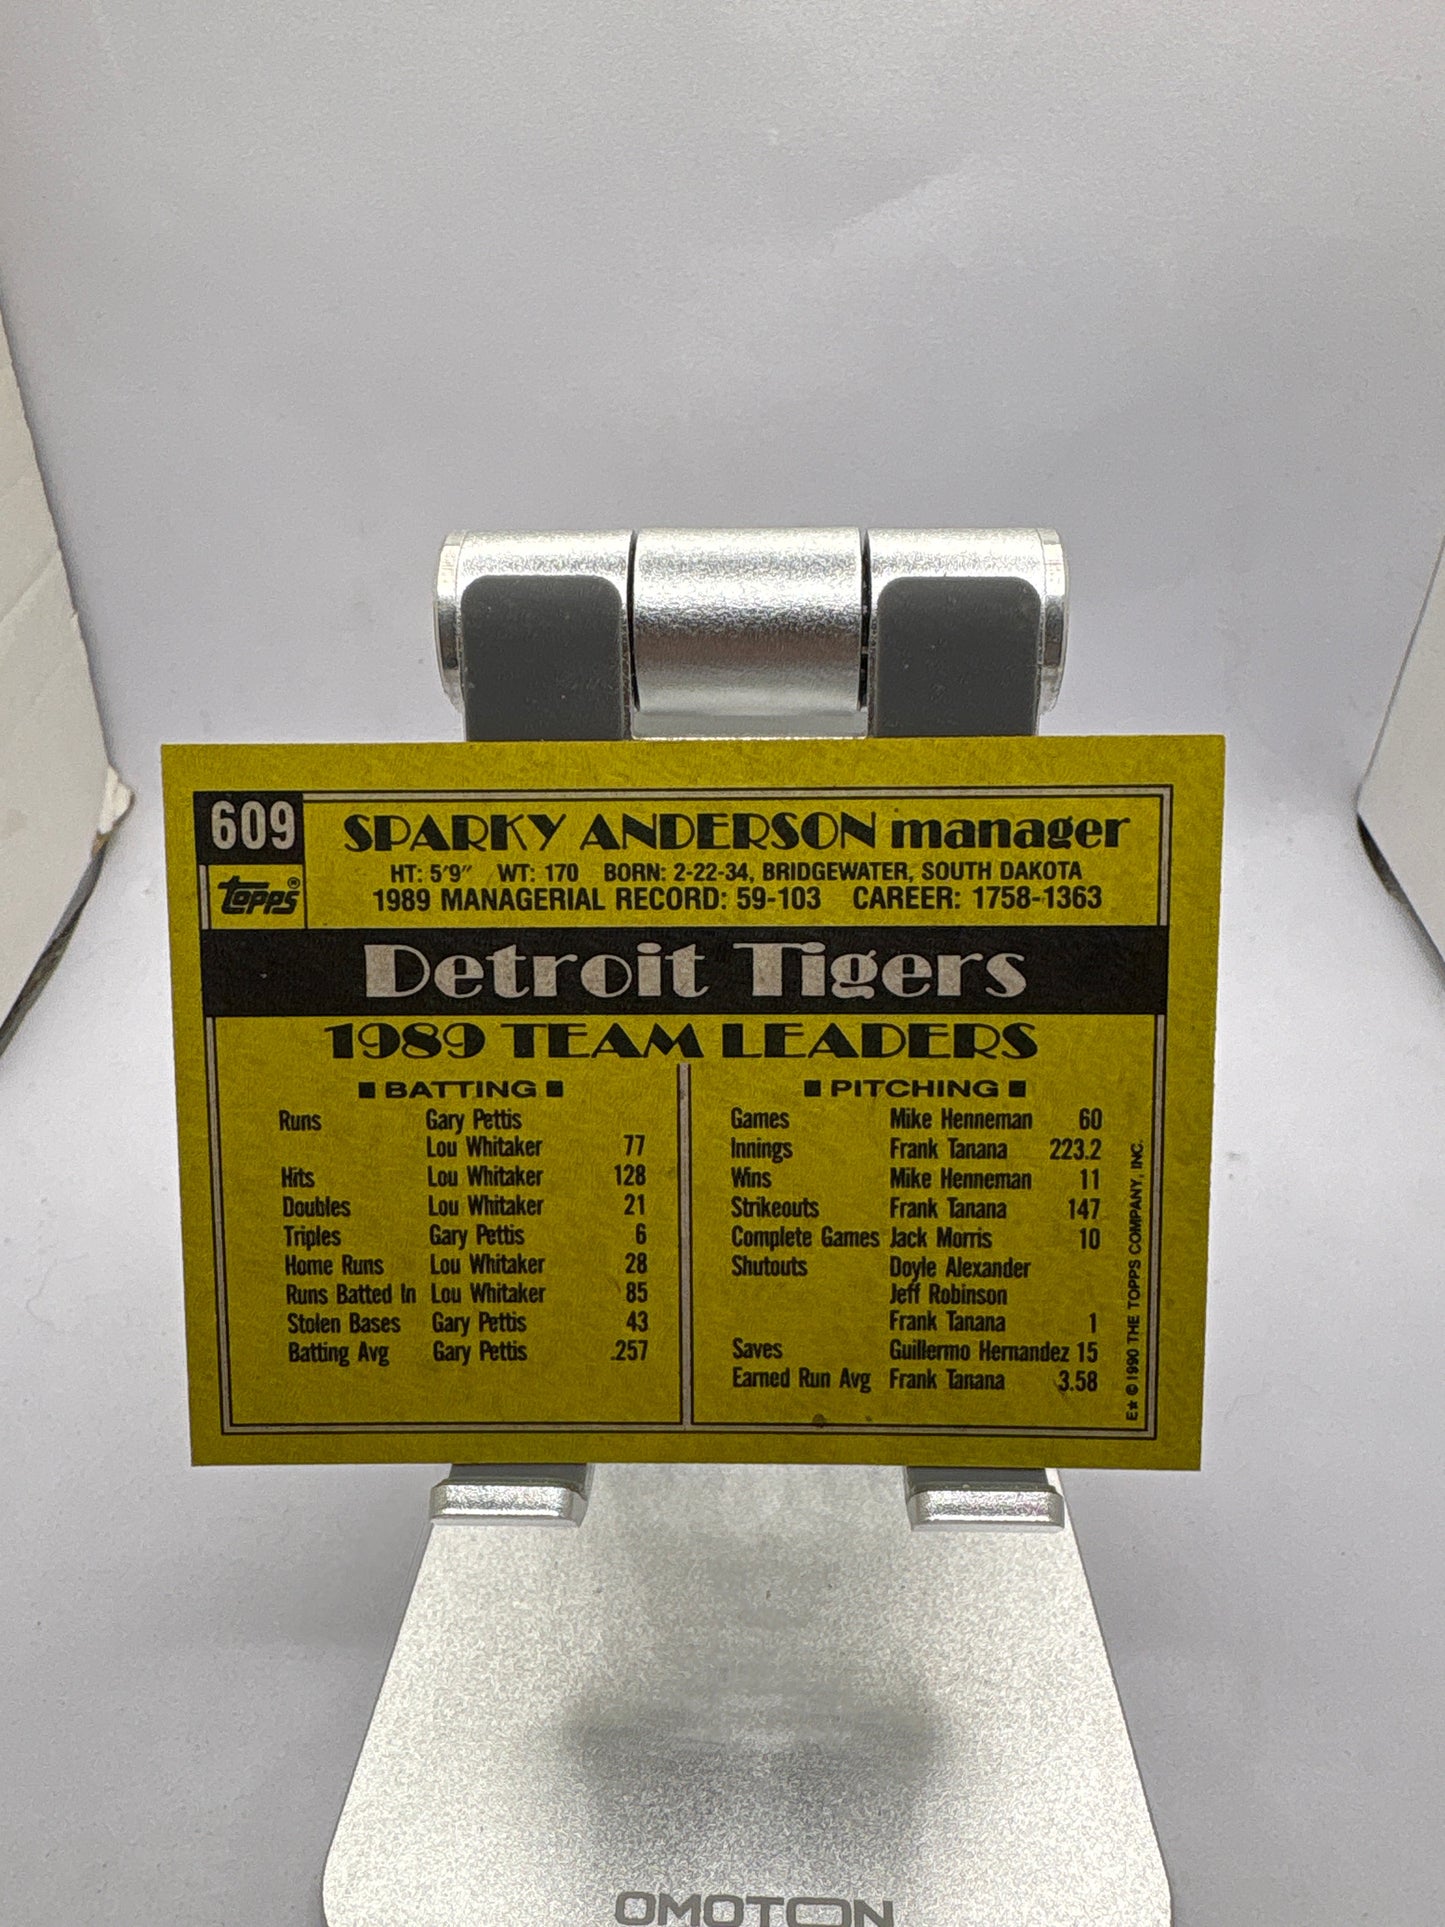 609
SPARKY ANDERSON manager
HT: 5'9" WT: 170 BORN: 2-22-34, BRIDGEWATER, SOUTH DAKOTA
topps®
1989 MANAGERIAL RECORD: 59-103 CAREER: 1758-1363
Detroit Tigers
1989 TEAM LEADERS
■ BATTING ■
Runs Gary Pettis
Lou Whitaker 77
Hits Lou Whitaker 128
Doubles Lou Whitaker 21
Triples Gary Pettis 6
Home Runs Lou Whitaker 28
Runs Batted In Lou Whitaker 85
Stolen Bases Gary Pettis 43
Batting Avg Gary Pettis .257
■ PITCHING ■
Games Mike Henneman 60
Innings Frank Tanana 223.2
Wins Mike Henneman 11
Strikeouts Frank Tanana 147
Complete Games Jack Morris 10
Shutouts Doyle Alexander
Jeff Robinson
Frank Tanana 1
Saves Guillermo Hernandez 15
Earned Run Avg Frank Tanana 3.58
E★ © 1990 THE TOPPS COMPANY, INC.
OMOTON